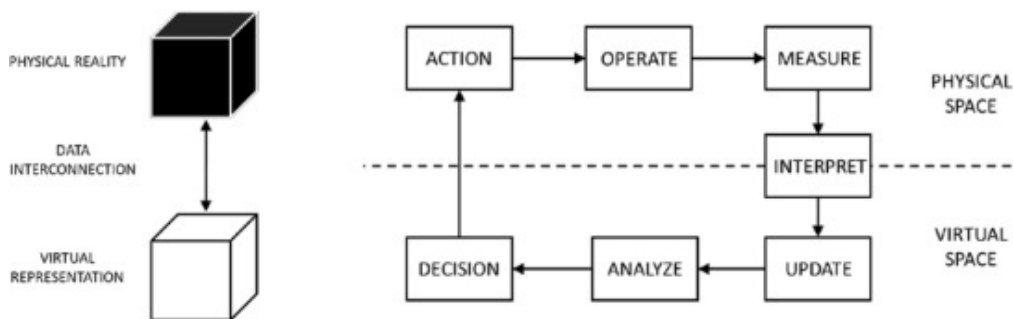 PHYSICAL REALITY
DATA
INTERCONNECTION
VIRTUAL
REPRESENTATION
ACTION
OPERATE
MEASURE
PHYSICAL
SPACE
INTERPRET
DECISION
ANALYZE
UPDATE
VIRTUAL
SPACE